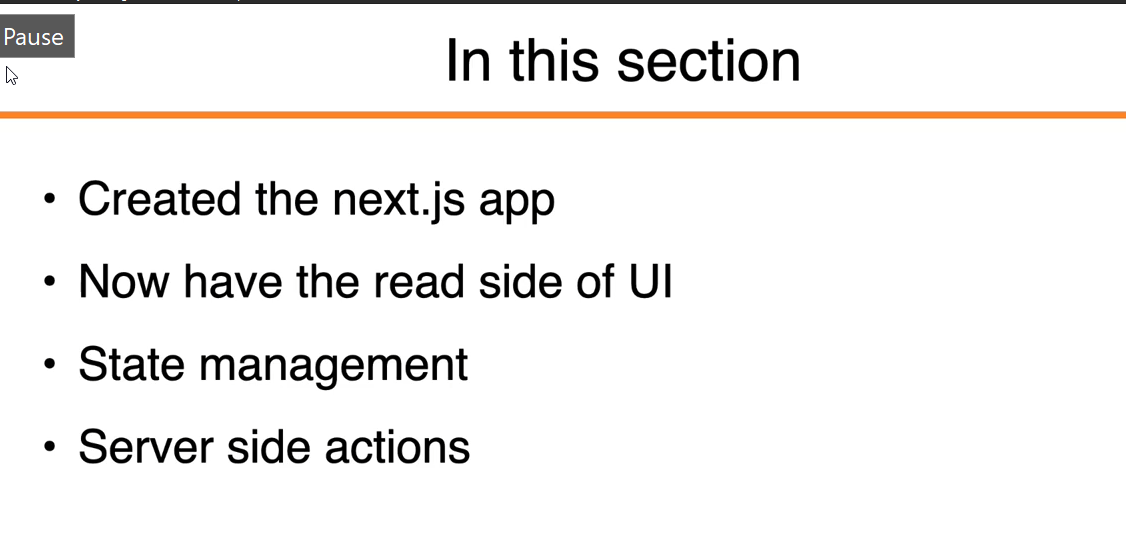 Pause
In this section
• Created the next.js app
• Now have the read side of UI
• State management
• Server side actions